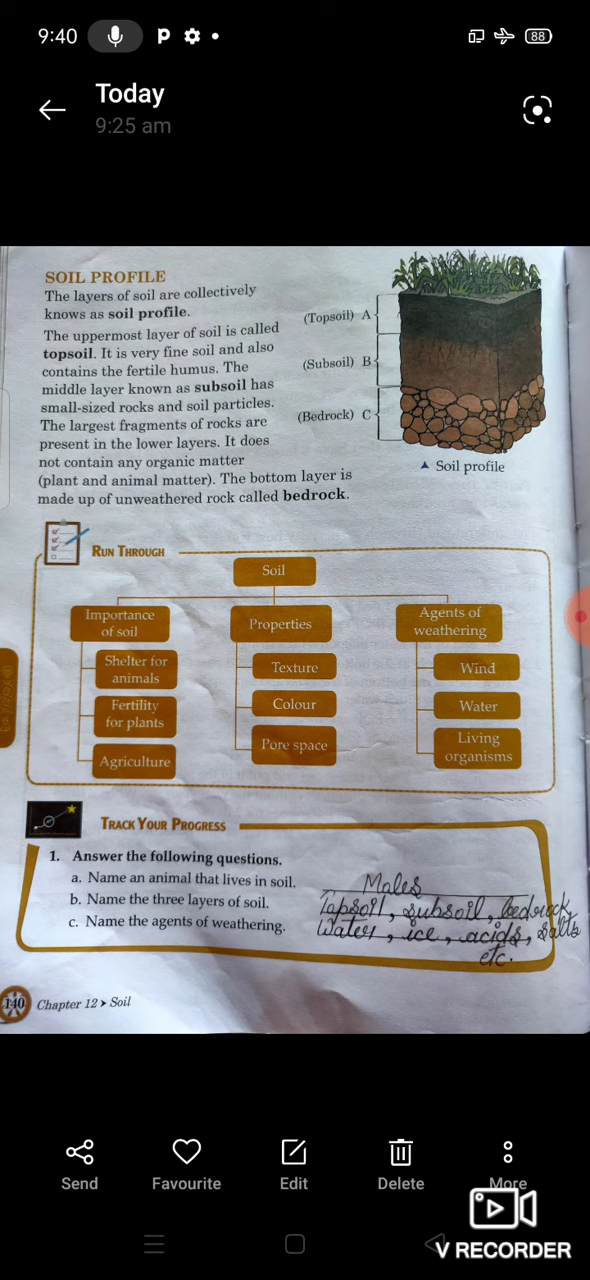 9:40
88
Today
9:25 am
SOIL PROFILE
The layers of soil are collectively
knows as soil profile.
The uppermost layer of soil is called
topsoil. It is very fine soil and also
contains the fertile humus. The
middle layer known as subsoil has
small-sized rocks and soil particles.
The largest fragments of rocks are
present in the lower layers. It does
not contain any organic matter
(plant and animal matter). The bottom layer is
made up of unweathered rock called bedrock.
(Topsoil) A
(Subsoil) B
(Bedrock) C
▲ Soil profile
RUN THROUGH
Soil
Importance
of soil
Shelter for
animals
Fertility
for plants
Agriculture
Properties
Texture
Colour
Pore space
Agents of
weathering
Wind
Water
Living
organisms
TRACK YOUR PROGRESS
1. Answer the following questions.
a. Name an animal that lives in soil. Moles
b. Name the three layers of soil. Topsoil, subsoil, bedrock
c. Name the agents of weathering. Water, ice, acids, salts
etc.
140 Chapter 12 > Soil
Send
Favourite
Edit
Delete
More
V RECORDER